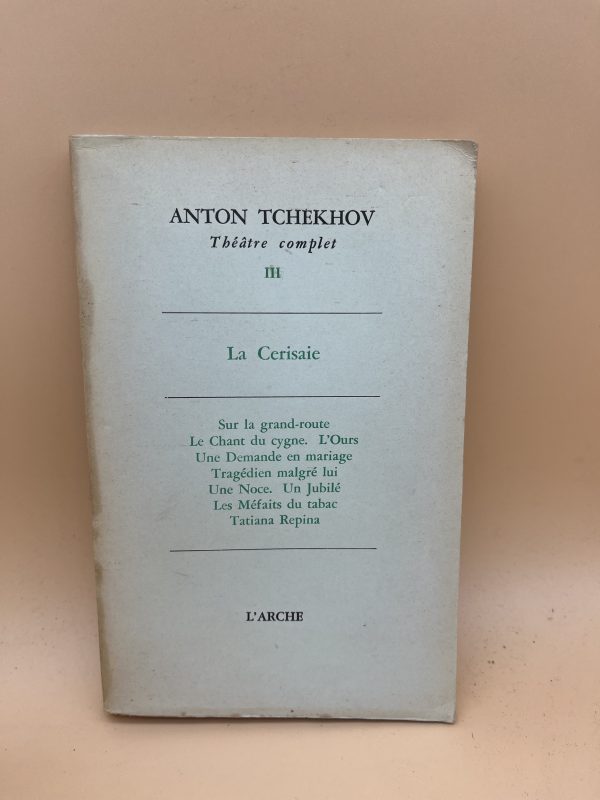 ANTON TCHEKHOV
Théâtre complet
III
La Cerisaie
Sur la grand-route
Le Chant du cygne. L'Ours
Une Demande en mariage
Tragédien malgré lui
Une Noce. Un Jubilé
Les Méfaits du tabac
Tatiana Repina
L'ARCHE